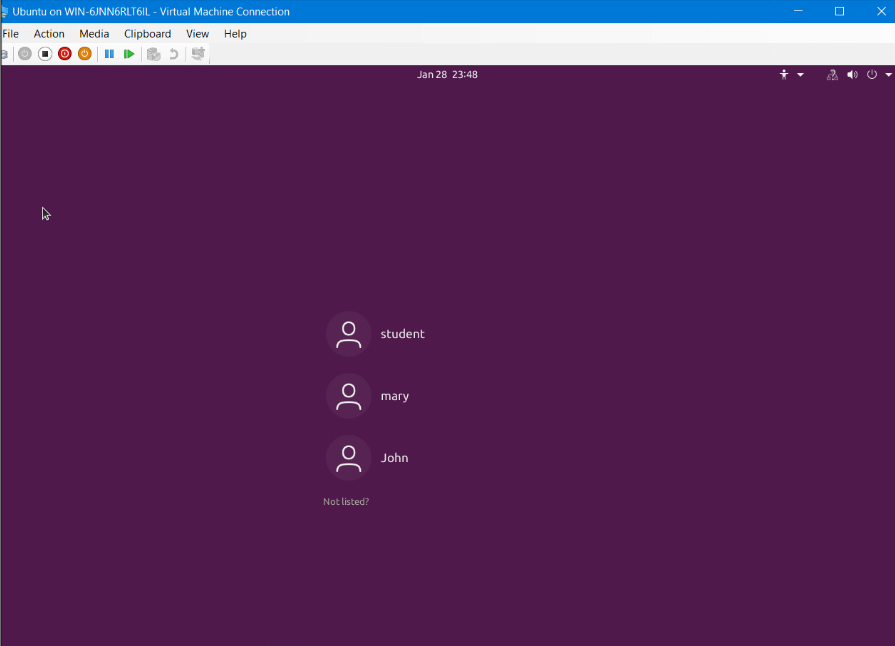 Ubuntu on WIN-6JNN6RLT6IL - Virtual Machine Connection
File Action Media Clipboard View Help
Jan 28 23:48
student
mary
John
Not listed?